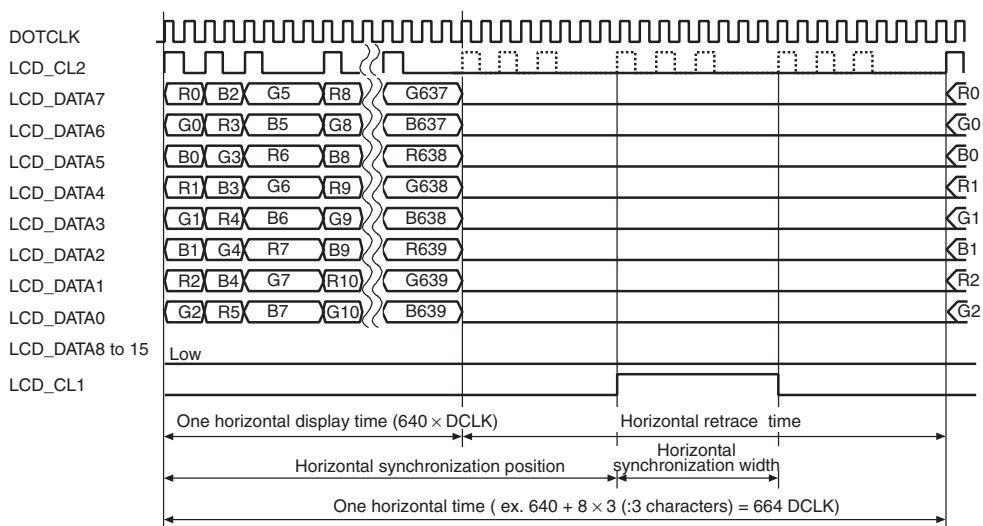 DOTCLK
LCD_CL2
LCD_DATA7 R0 B2 G5 R8 G637 R0
LCD_DATA6 G0 R3 B5 G8 B637 G0
LCD_DATA5 B0 G3 R6 B8 R638 B0
LCD_DATA4 R1 B3 G6 R9 G638 R1
LCD_DATA3 G1 R4 B6 G9 B638 G1
LCD_DATA2 B1 G4 R7 B9 R639 B1
LCD_DATA1 R2 B4 G7 R10 G639 R2
LCD_DATA0 G2 R5 B7 G10 B639 G2
LCD_DATA8 to 15 Low
LCD_CL1
One horizontal display time (640 × DCLK) Horizontal retrace time
Horizontal synchronization position Horizontal
synchronization width
One horizontal time ( ex. 640 + 8 × 3 (:3 characters) = 664 DCLK)